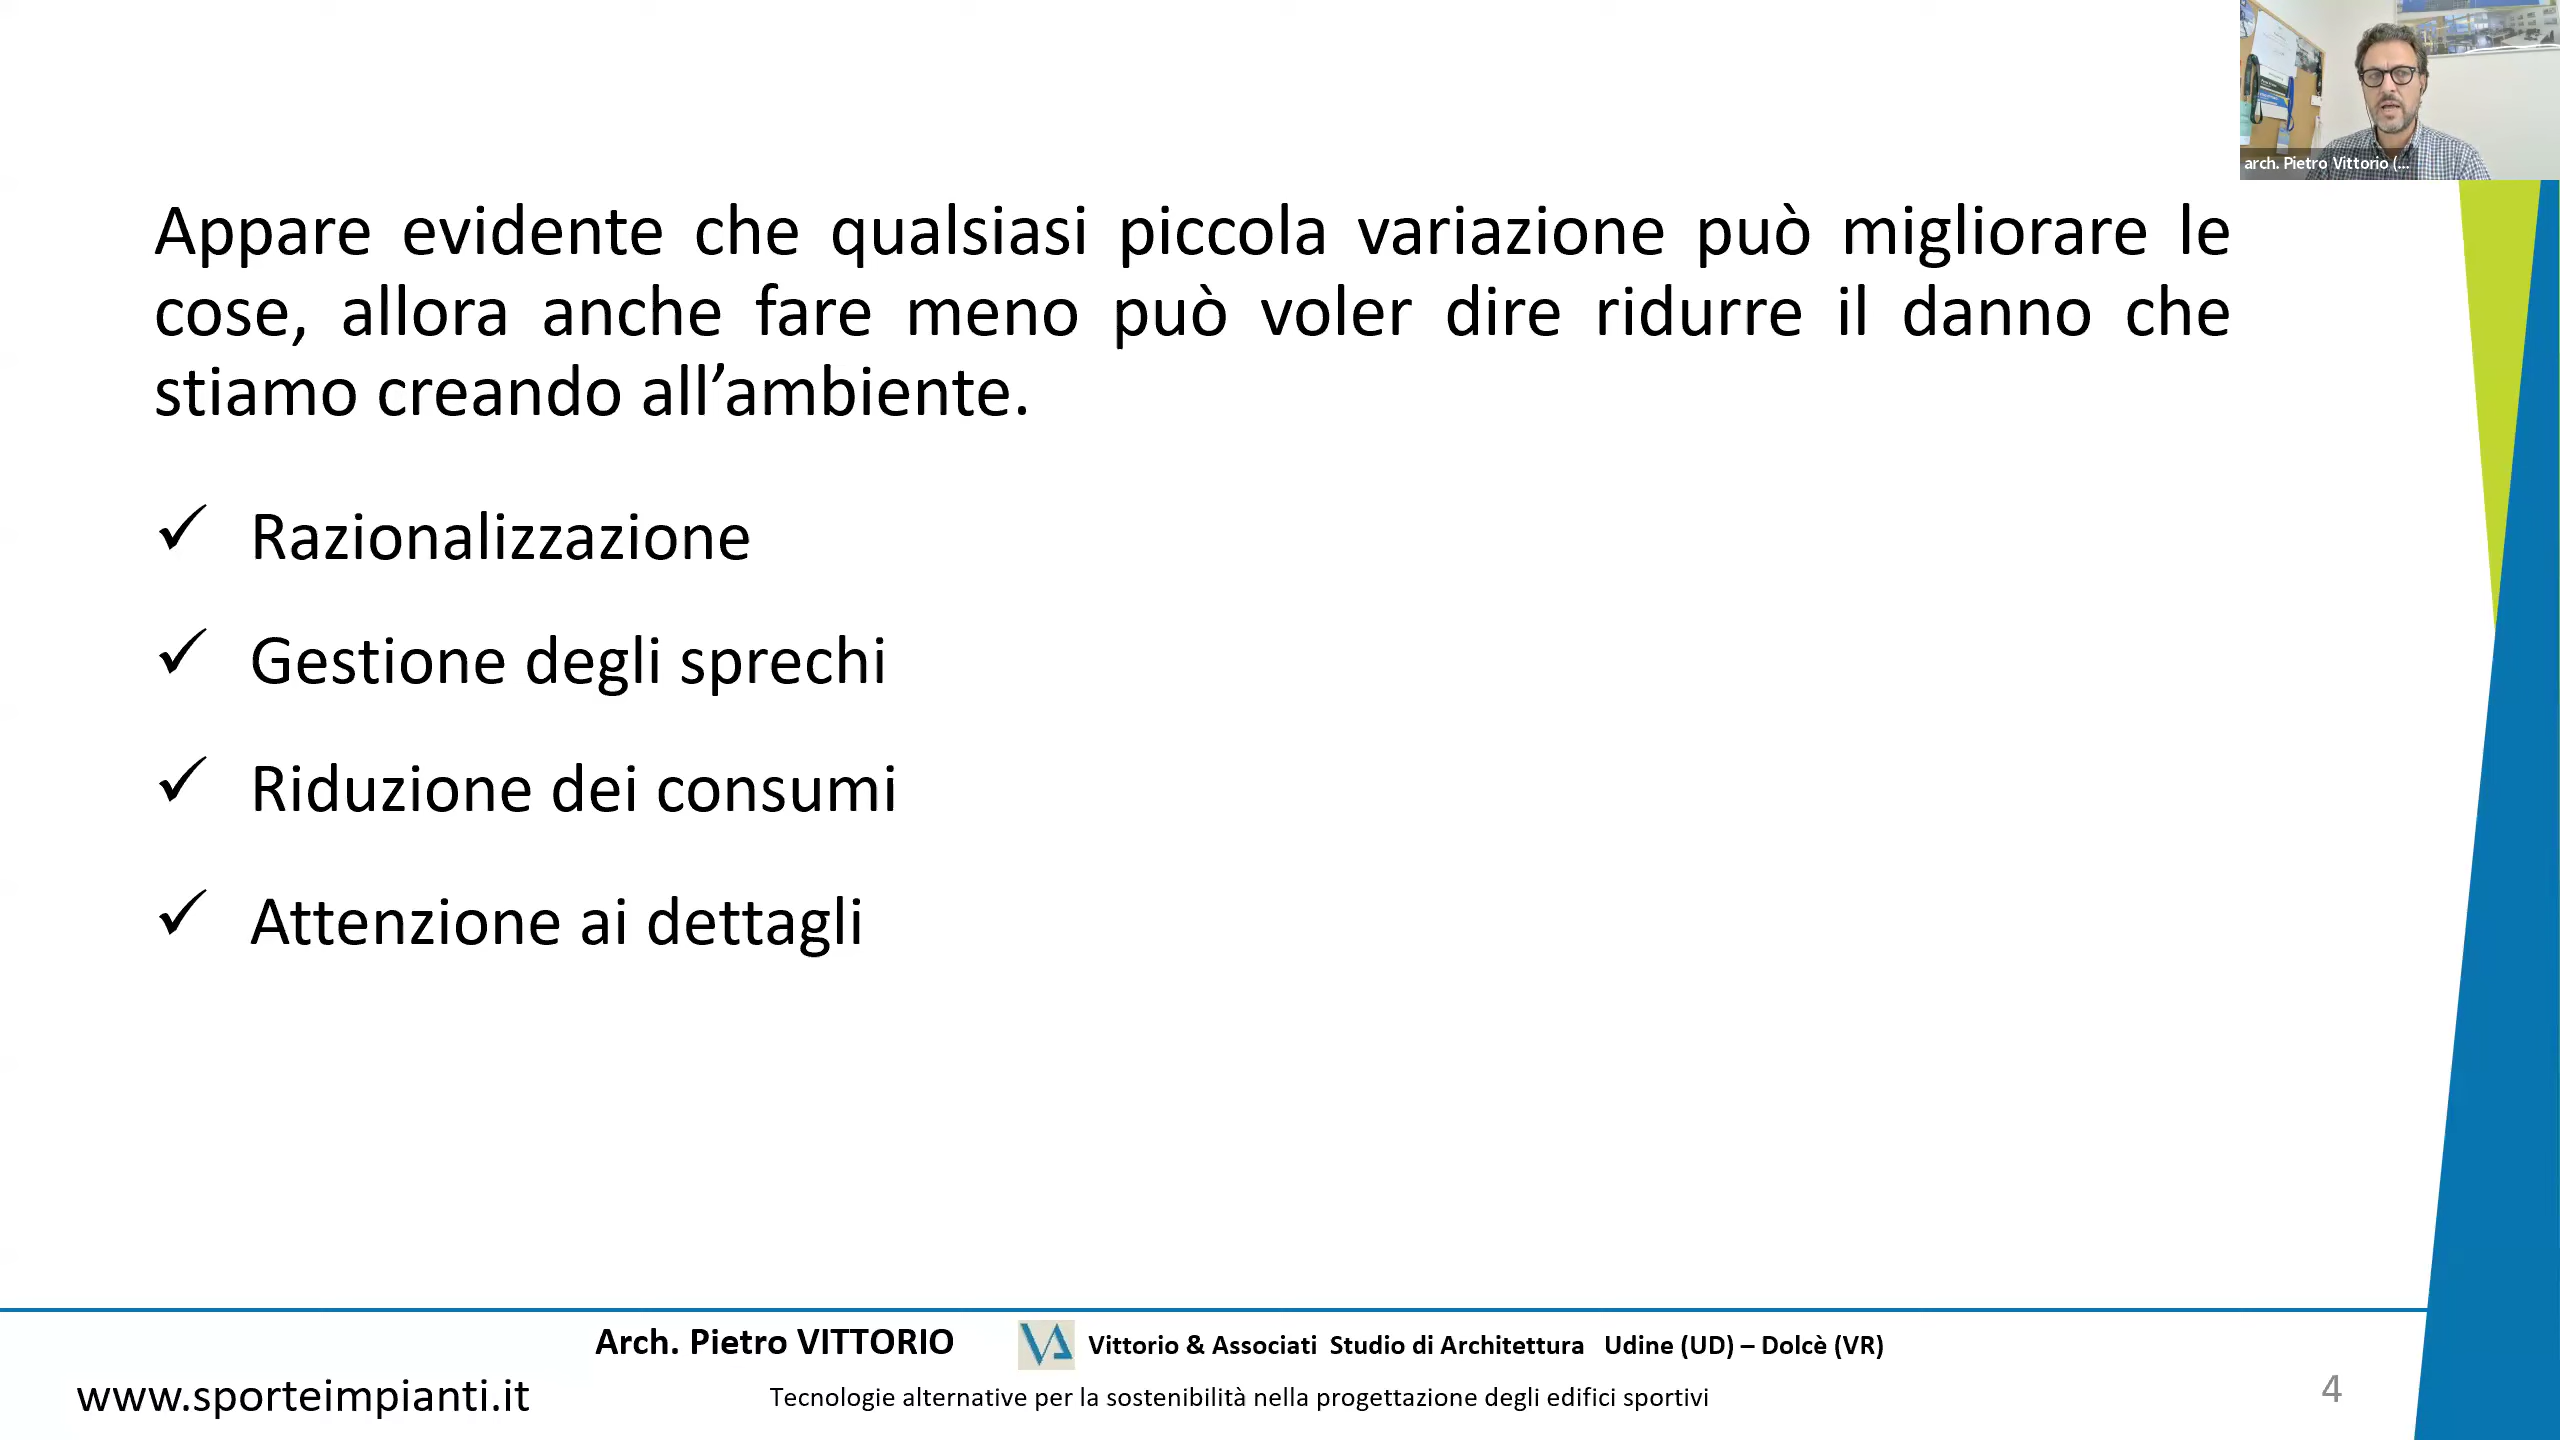 arch. Pietro Vittorio (...
Appare evidente che qualsiasi piccola variazione può migliorare le
cose, allora anche fare meno può voler dire ridurre il danno che
stiamo creando all’ambiente.
✓ Razionalizzazione
✓ Gestione degli sprechi
✓ Riduzione dei consumi
✓ Attenzione ai dettagli
Arch. Pietro VITTORIO VA Vittorio & Associati Studio di Architettura Udine (UD) – Dolcè (VR)
www.sporteimpianti.it
Tecnologie alternative per la sostenibilità nella progettazione degli edifici sportivi
4